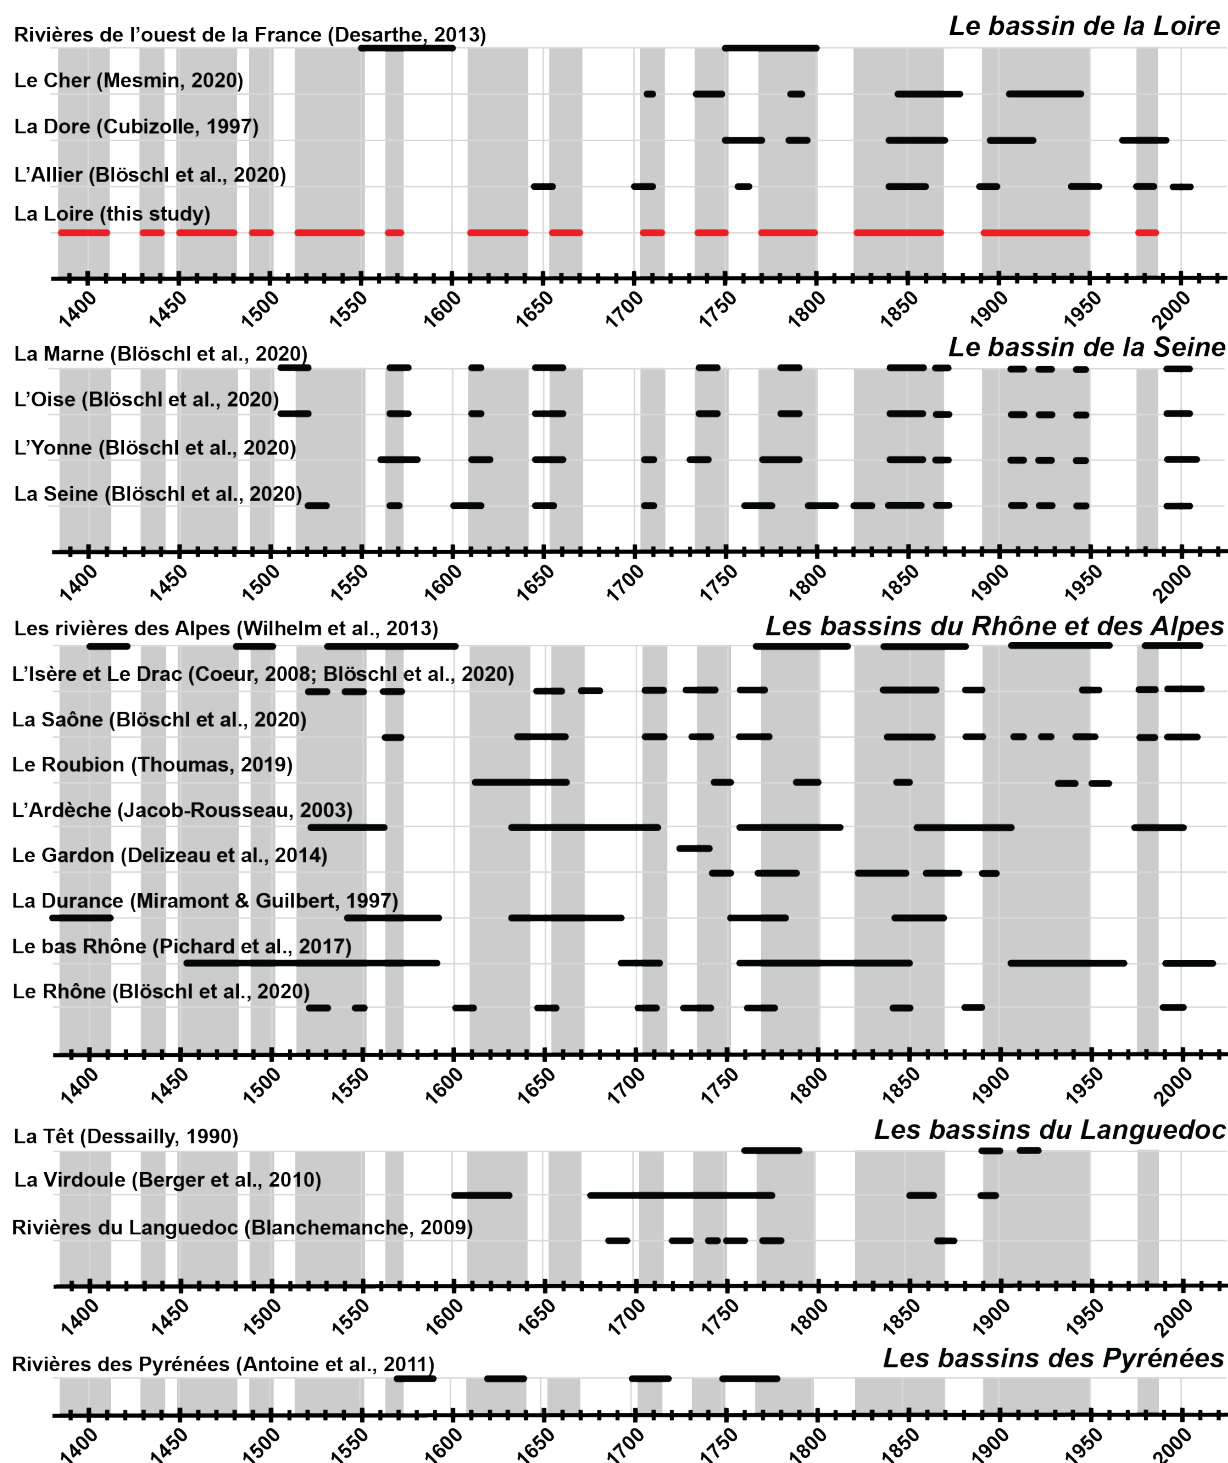 Le bassin de la Loire
Rivières de l'ouest de la France (Desarthe, 2013)
Le Cher (Mesmin, 2020)
La Dore (Cubizolle, 1997)
L'Allier (Blöschl et al., 2020)
La Loire (this study)
1400 1450 1500 1550 1600 1650 1700 1750 1800 1850 1900 1950 2000
Le bassin de la Seine
La Marne (Blöschl et al., 2020)
L'Oise (Blöschl et al., 2020)
L'Yonne (Blöschl et al., 2020)
La Seine (Blöschl et al., 2020)
1400 1450 1500 1550 1600 1650 1700 1750 1800 1850 1900 1950 2000
Les bassins du Rhône et des Alpes
Les rivières des Alpes (Wilhelm et al., 2013)
L'Isère et Le Drac (Coeur, 2008; Blöschl et al., 2020)
La Saône (Blöschl et al., 2020)
Le Roubion (Thoumas, 2019)
L'Ardèche (Jacob-Rousseau, 2003)
Le Gardon (Delizeau et al., 2014)
La Durance (Miramont & Guilbert, 1997)
Le bas Rhône (Pichard et al., 2017)
Le Rhône (Blöschl et al., 2020)
1400 1450 1500 1550 1600 1650 1700 1750 1800 1850 1900 1950 2000
Les bassins du Languedoc
La Têt (Dessailly, 1990)
La Virdoule (Berger et al., 2010)
Rivières du Languedoc (Blanchemanche, 2009)
1400 1450 1500 1550 1600 1650 1700 1750 1800 1850 1900 1950 2000
Les bassins des Pyrénées
Rivières des Pyrénées (Antoine et al., 2011)
1400 1450 1500 1550 1600 1650 1700 1750 1800 1850 1900 1950 2000